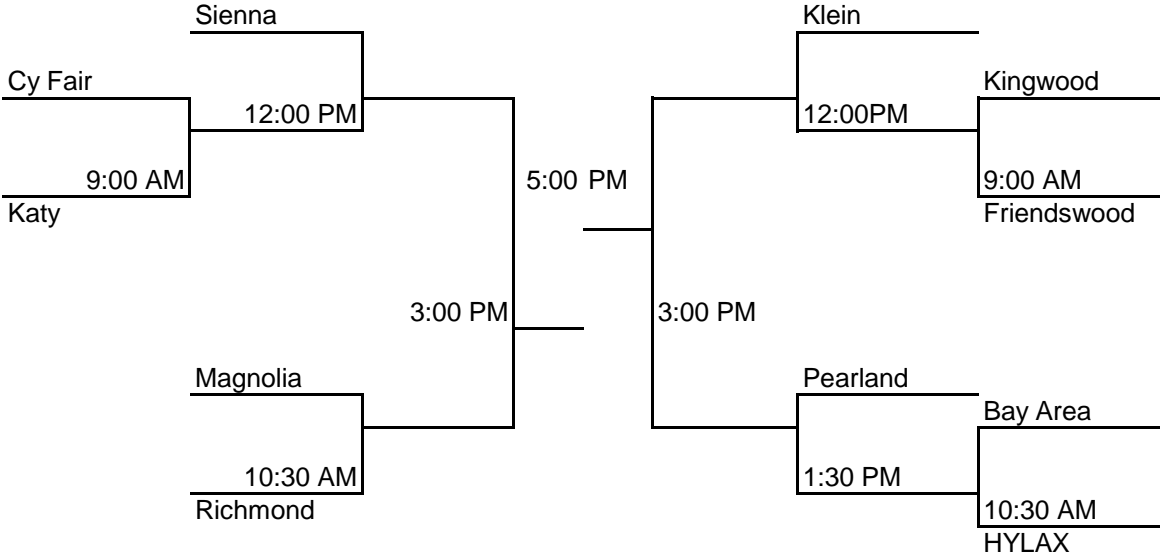 Sienna
Klein
Cy Fair
Kingwood
12:00 PM
12:00PM
9:00 AM
5:00 PM
9:00 AM
Katy
Friendswood
3:00 PM
3:00 PM
Magnolia
Pearland
Bay Area
10:30 AM
1:30 PM
Richmond
10:30 AM
HYLAX